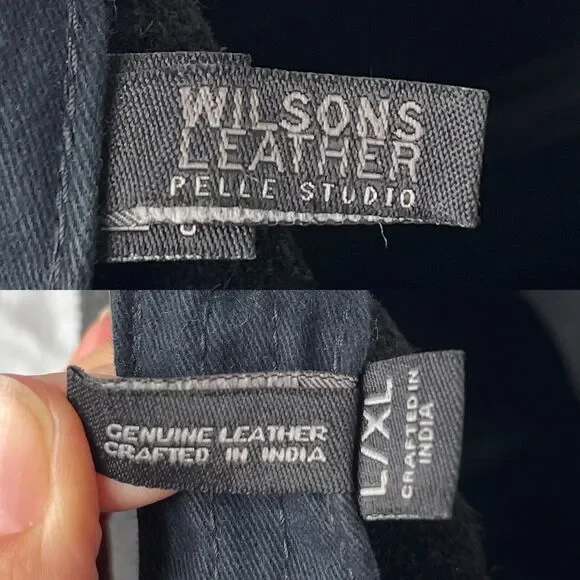 WILSONS
LEATHER
PELLE STUDIO
GENUINE LEATHER
CRAFTED IN INDIA
L/XL
CRAFTED IN
INDIA